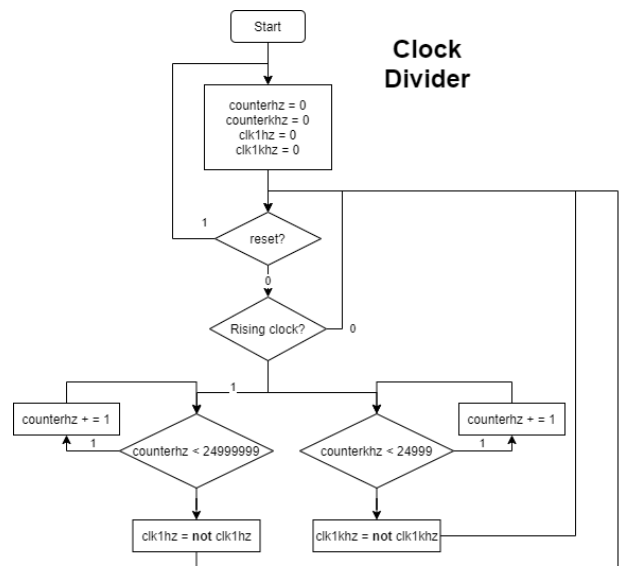 Start
Clock
Divider
counterhz = 0
counterkhz = 0
clk1hz = 0
clk1khz = 0
1
reset?
0
Rising clock?
0
1
counterhz + = 1
counterhz + = 1
1
counterhz < 24999999
counterkhz < 24999
1
clk1hz = not clk1hz
clk1khz = not clk1khz